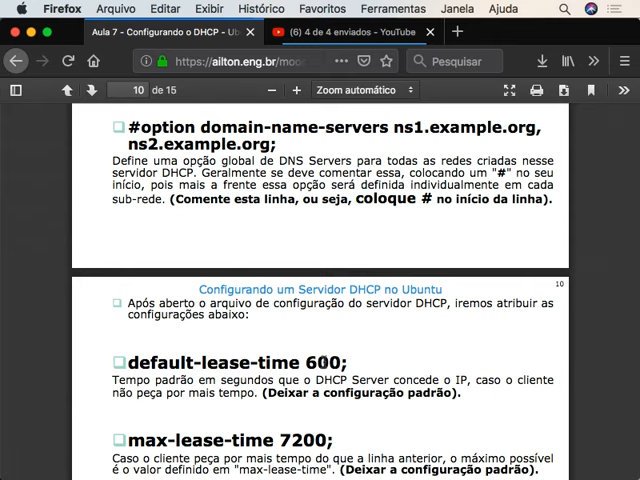 Firefox Arquivo Editar Exibir Histórico Favoritos Ferramentas Janela Ajuda
Aula 7 - Configurando o DHCP - Ub
(6) 4 de 4 enviados - YouTube
https://ailton.eng.br/moo
Pesquisar
10 de 15
Zoom automático
#option domain-name-servers ns1.example.org,
ns2.example.org;
Define uma opção global de DNS Servers para todas as redes criadas nesse
servidor DHCP. Geralmente se deve comentar essa, colocando um "#" no seu
início, pois mais a frente essa opção será definida individualmente em cada
sub-rede. (Comente esta linha, ou seja, coloque # no início da linha).
10
Configurando um Servidor DHCP no Ubuntu
Após aberto o arquivo de configuração do servidor DHCP, iremos atribuir as
configurações abaixo:
default-lease-time 600;
Tempo padrão em segundos que o DHCP Server concede o IP, caso o cliente
não peça por mais tempo. (Deixar a configuração padrão).
max-lease-time 7200;
Caso o cliente peça por mais tempo do que a linha anterior, o máximo possível
é o valor definido em "max-lease-time". (Deixar a configuração padrão).